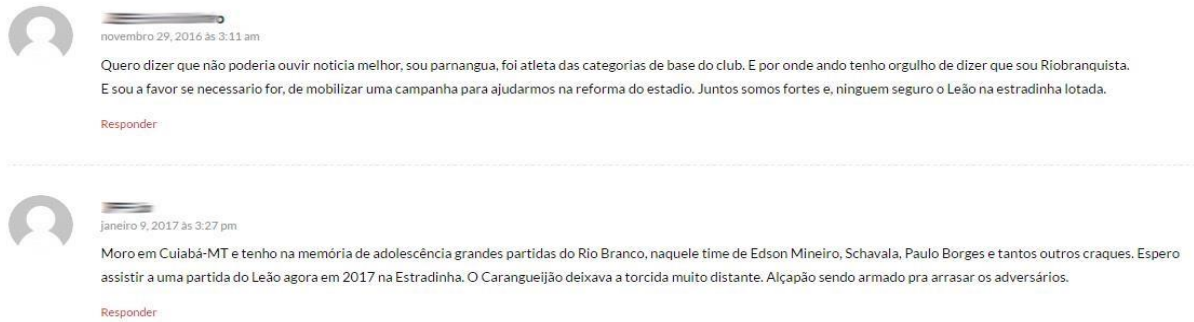 novembro 29, 2016 às 3:11 am
Quero dizer que não poderia ouvir noticia melhor, sou parnangua, foi atleta das categorias de base do club. E por onde ando tenho orgulho de dizer que sou Riobranquista.
E sou a favor se necessario for, de mobilizar uma campanha para ajudarmos na reforma do estadio. Juntos somos fortes e, ninguem seguro o Leão na estradinha lotada.
Responder
janeiro 9, 2017 às 3:27 pm
Moro em Cuiabá-MT e tenho na memória de adolescência grandes partidas do Rio Branco, naquele time de Edson Mineiro, Schavala, Paulo Borges e tantos outros craques. Espero
assistir a uma partida do Leão agora em 2017 na Estradinha. O Carangueijão deixava a torcida muito distante. Alçapão sendo armado pra arrasar os adversários.
Responder